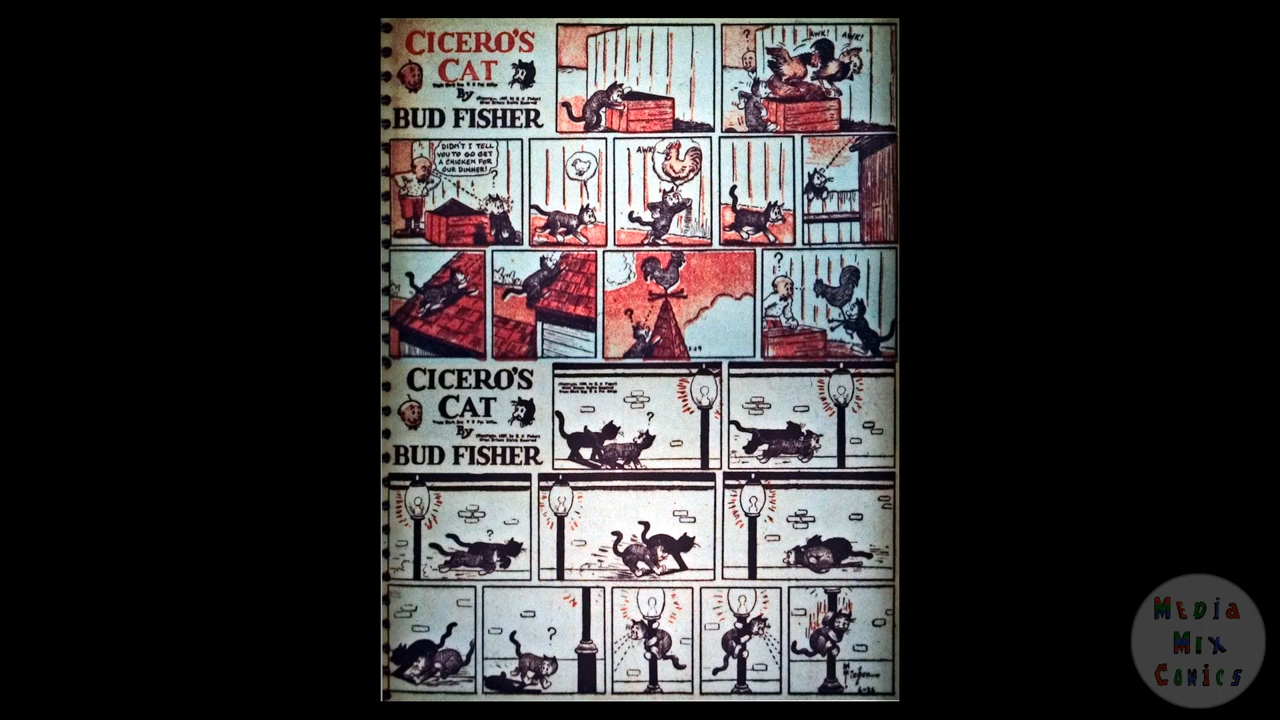 CICERO'S
CAT
By
BUD FISHER
?
AWK! AWK!
DIDN'T I TELL
YOU TO GO GET
A CHICKEN FOR
OUR DINNER!
?
AWK!
?
?
CICERO'S
CAT
By
BUD FISHER
?
?
?
MEDIA
MIX
COMICS